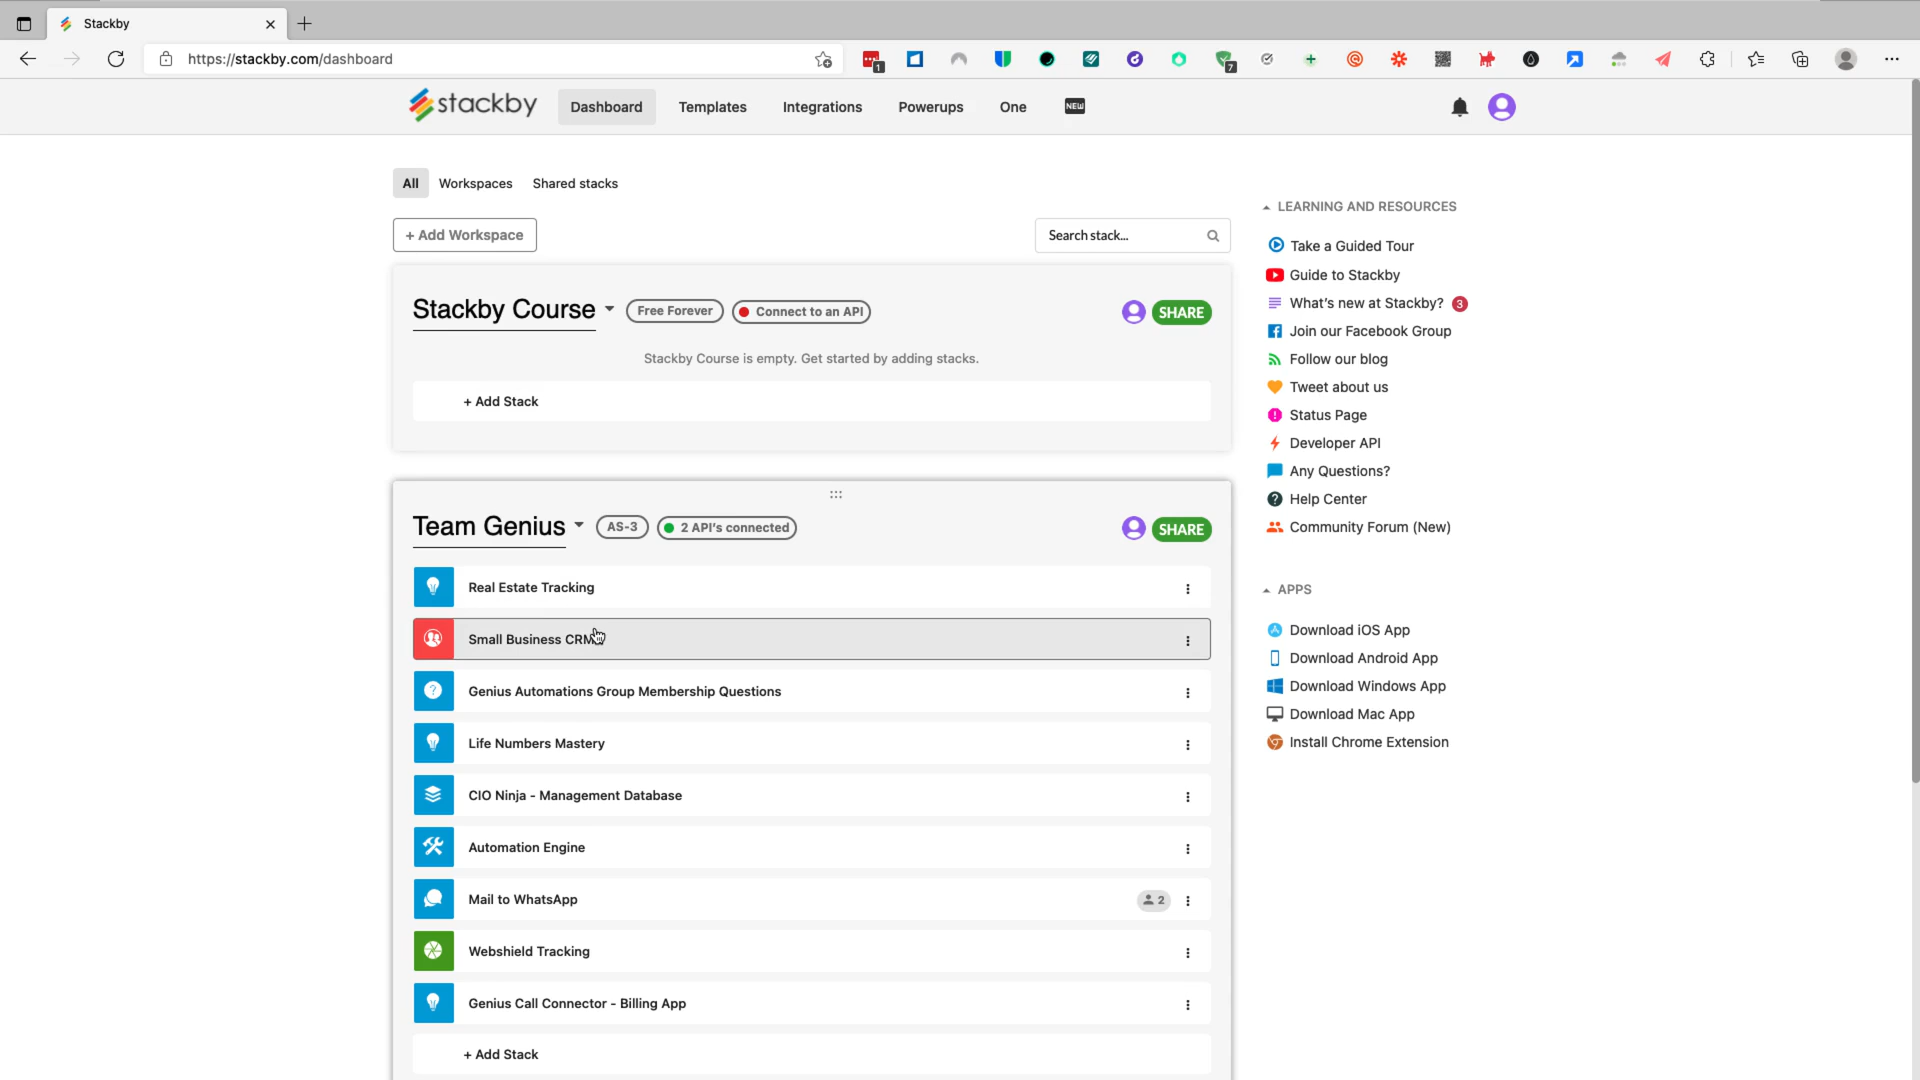 Stackby
https://stackby.com/dashboard
1
7
stackby
Dashboard
Templates
Integrations
Powerups
One
NEW
All
Workspaces
Shared stacks
+ Add Workspace
Search stack...
Stackby Course
Free Forever
Connect to an API
SHARE
Stackby Course is empty. Get started by adding stacks.
+ Add Stack
Team Genius
AS-3
2 API's connected
SHARE
Real Estate Tracking
Small Business CRM
Genius Automations Group Membership Questions
Life Numbers Mastery
CIO Ninja - Management Database
Automation Engine
Mail to WhatsApp
2
Webshield Tracking
Genius Call Connector - Billing App
+ Add Stack
LEARNING AND RESOURCES
Take a Guided Tour
Guide to Stackby
What's new at Stackby? 3
Join our Facebook Group
Follow our blog
Tweet about us
Status Page
Developer API
Any Questions?
Help Center
Community Forum (New)
APPS
Download iOS App
Download Android App
Download Windows App
Download Mac App
Install Chrome Extension